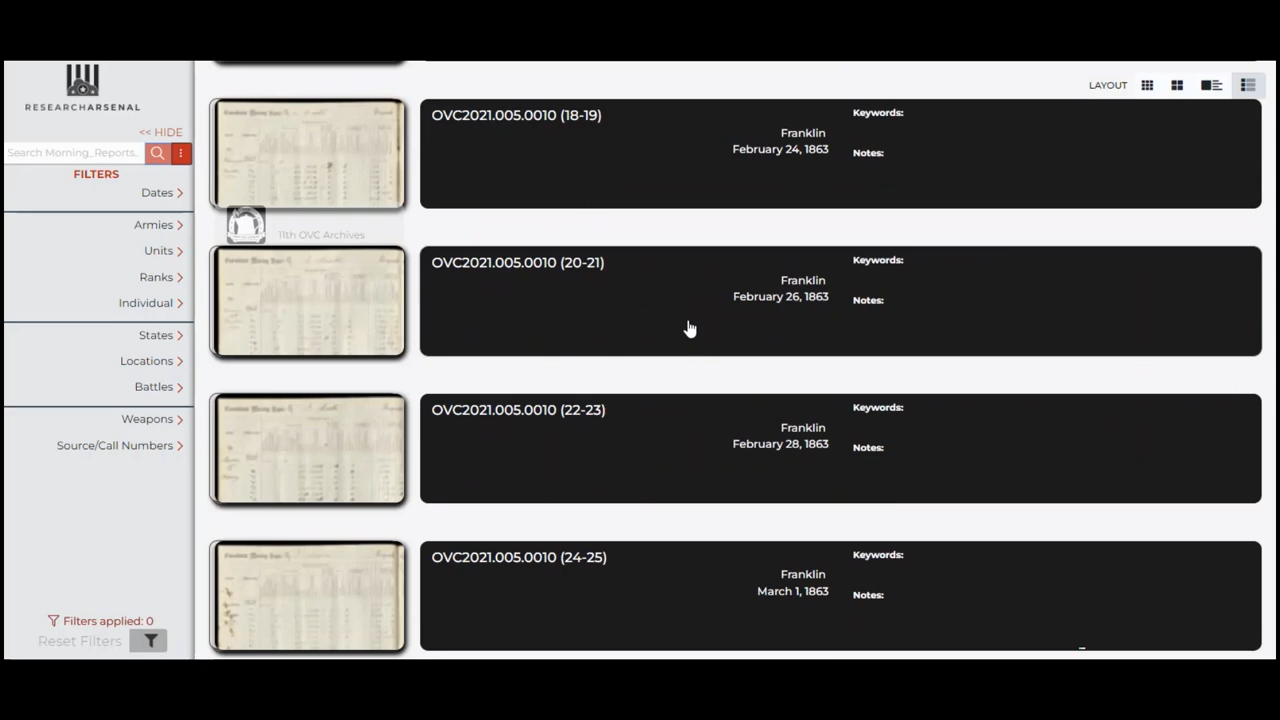 RESEARCHARSENAL
<< HIDE
Search Morning_Reports..
FILTERS
Dates
Armies
Units
Ranks
Individual
States
Locations
Battles
Weapons
Source/Call Numbers
Filters applied: 0
Reset Filters
LAYOUT
OVC2021.005.0010 (18-19)
Franklin
February 24, 1863
Keywords:
Notes:
11th OVC Archives
OVC2021.005.0010 (20-21)
Franklin
February 26, 1863
Keywords:
Notes:
OVC2021.005.0010 (22-23)
Franklin
February 28, 1863
Keywords:
Notes:
OVC2021.005.0010 (24-25)
Franklin
March 1, 1863
Keywords:
Notes: